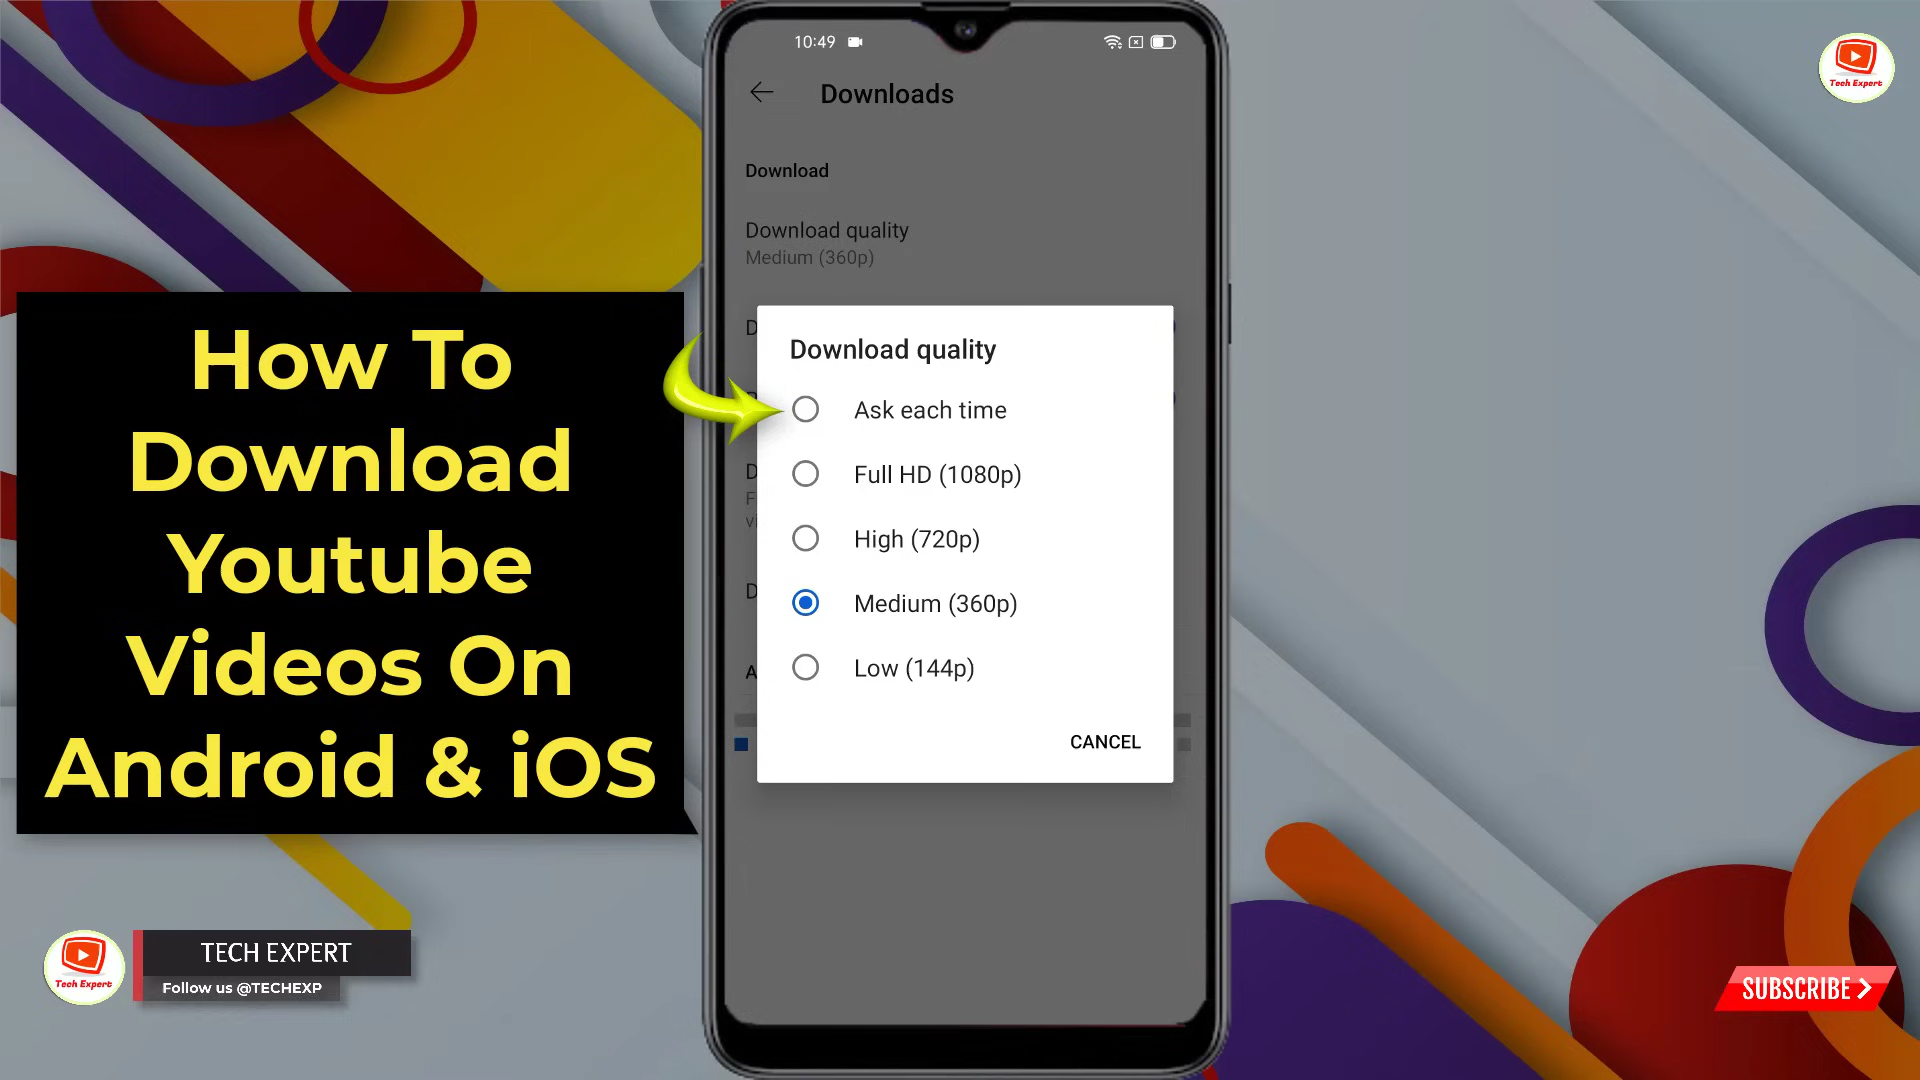 10:49
Tech Expert
Downloads
Download
Download quality
Medium (360p)
How To
Download
Youtube
Videos On
Android & iOS
Download quality
Ask each time
Full HD (1080p)
High (720p)
Medium (360p)
Low (144p)
CANCEL
Tech Expert
TECH EXPERT
Follow us @TECHEXP
SUBSCRIBE